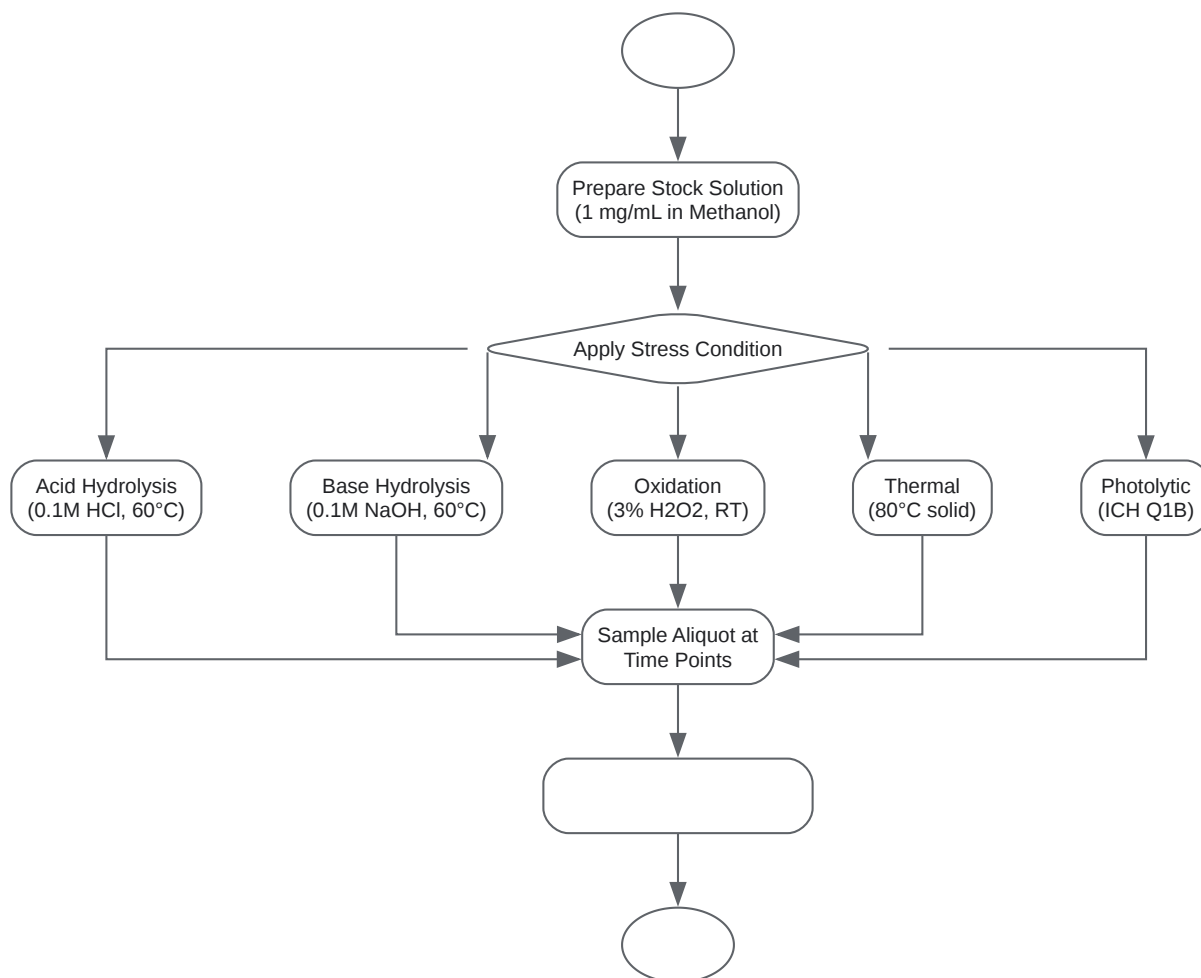 Prepare Stock Solution
(1 mg/mL in Methanol)
Apply Stress Condition
Acid Hydrolysis
(0.1M HCl, 60°C)
Base Hydrolysis
(0.1M NaOH, 60°C)
Oxidation
(3% H2O2, RT)
Thermal
(80°C solid)
Photolytic
(ICH Q1B)
Sample Aliquot at
Time Points